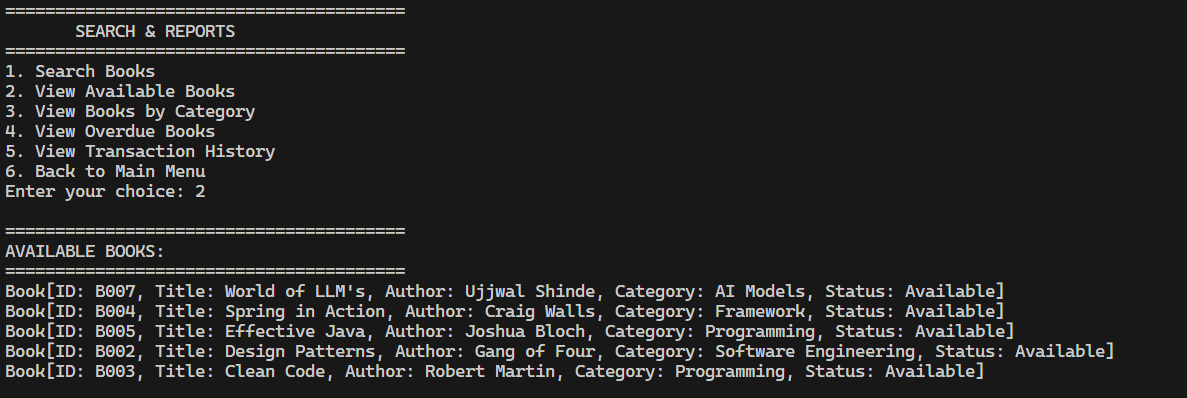 ========================================
SEARCH & REPORTS
========================================
1. Search Books
2. View Available Books
3. View Books by Category
4. View Overdue Books
5. View Transaction History
6. Back to Main Menu
Enter your choice: 2
========================================
AVAILABLE BOOKS:
========================================
Book[ID: B007, Title: World of LLM's, Author: Ujjwal Shinde, Category: AI Models, Status: Available]
Book[ID: B004, Title: Spring in Action, Author: Craig Walls, Category: Framework, Status: Available]
Book[ID: B005, Title: Effective Java, Author: Joshua Bloch, Category: Programming, Status: Available]
Book[ID: B002, Title: Design Patterns, Author: Gang of Four, Category: Software Engineering, Status: Available]
Book[ID: B003, Title: Clean Code, Author: Robert Martin, Category: Programming, Status: Available]